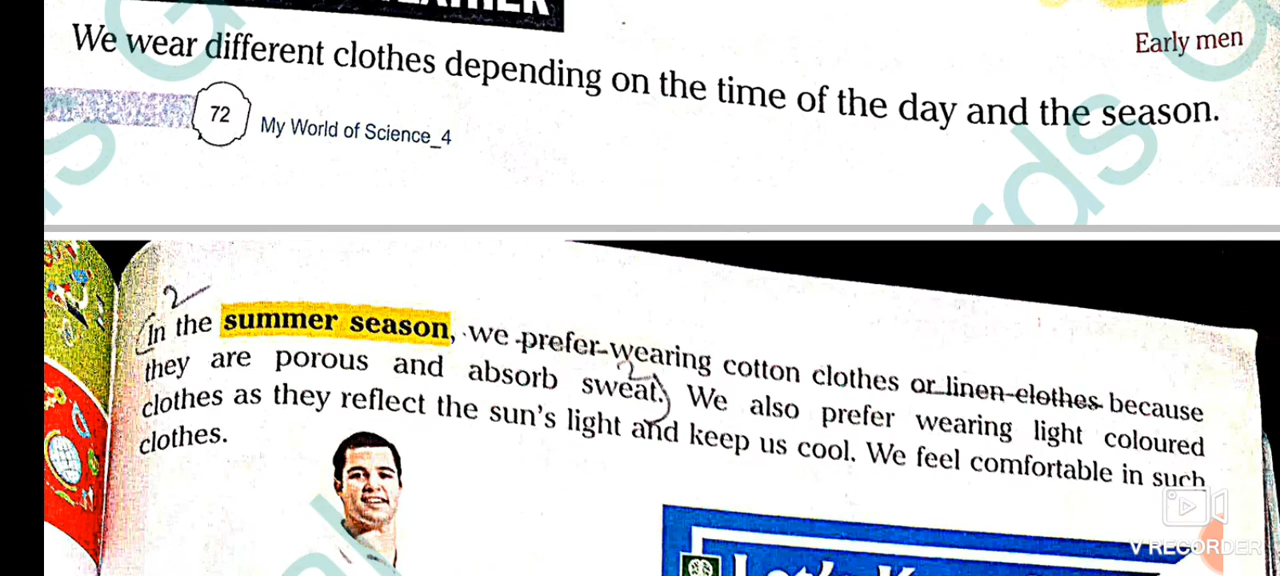 Early men
We wear different clothes depending on the time of the day and the season.
72
My World of Science_4
2
In the summer season, we prefer wearing cotton clothes or linen clothes because
they are porous and absorb sweat. We also prefer wearing light coloured
2
clothes as they reflect the sun's light and keep us cool. We feel comfortable in such
clothes.
V RECORDER